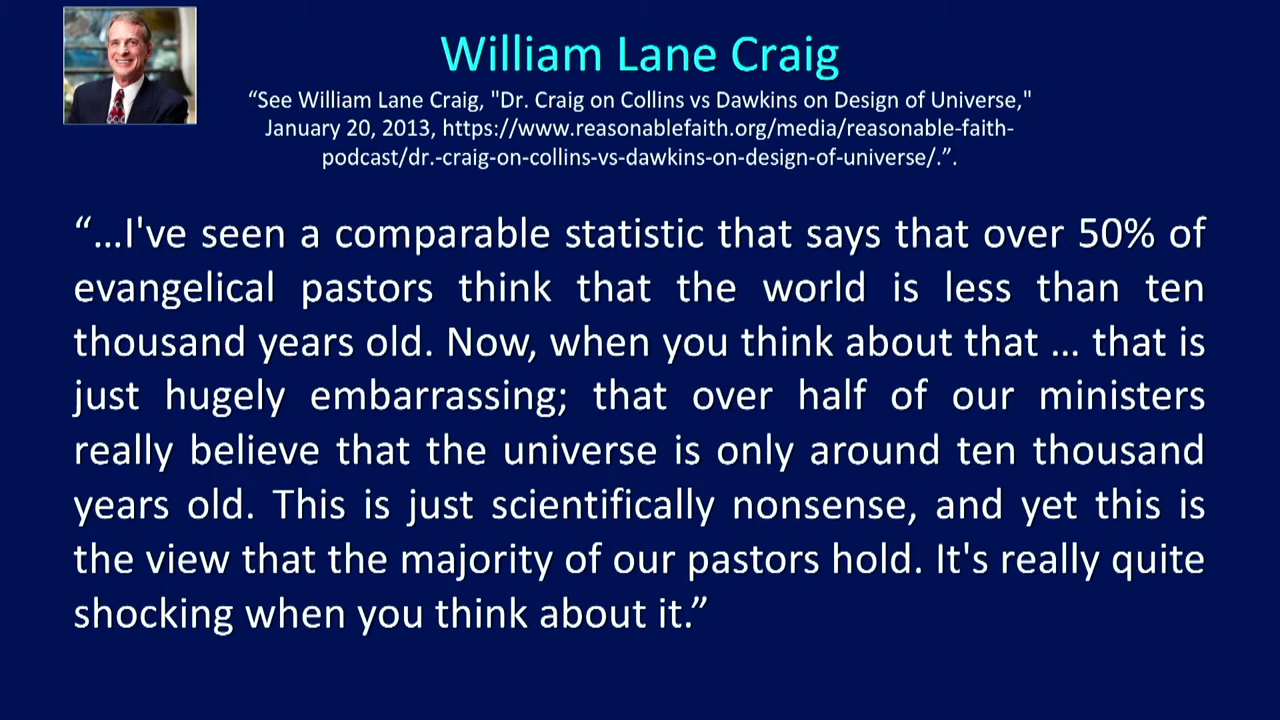 William Lane Craig
“See William Lane Craig, "Dr. Craig on Collins vs Dawkins on Design of Universe,"
January 20, 2013, https://www.reasonablefaith.org/media/reasonable-faith-
podcast/dr.-craig-on-collins-vs-dawkins-on-design-of-universe/.”.
“…I've seen a comparable statistic that says that over 50% of
evangelical pastors think that the world is less than ten
thousand years old. Now, when you think about that … that is
just hugely embarrassing; that over half of our ministers
really believe that the universe is only around ten thousand
years old. This is just scientifically nonsense, and yet this is
the view that the majority of our pastors hold. It's really quite
shocking when you think about it.”